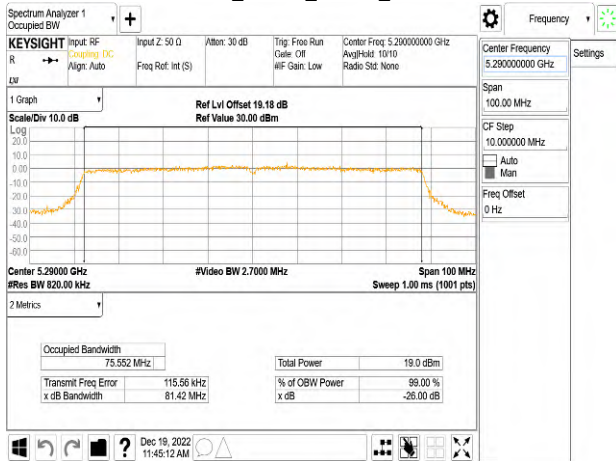 Spectrum Analyzer 1
Occupied BW
+
Frequency
KEYSIGHT
R
LXI
Input: RF
Coupling: DC
Align: Auto
Input Z: 50 Ω
Freq Ref: Int (S)
Atten: 30 dB
Trig: Free Run
Gate: Off
#IF Gain: Low
Center Freq: 5.290000000 GHz
Avg|Hold: 10/10
Radio Std: None
Center Frequency
5.290000000 GHz
Settings
Span
100.00 MHz
CF Step
10.000000 MHz
Auto
Man
Freq Offset
0 Hz
1 Graph
Scale/Div 10.0 dB
Ref Lvl Offset 19.18 dB
Ref Value 30.00 dBm
Log
20.0
10.0
0.00
-10.0
-20.0
-30.0
-40.0
-50.0
-60.0
Center 5.29000 GHz
#Res BW 820.00 kHz
#Video BW 2.7000 MHz
Span 100 MHz
Sweep 1.00 ms (1001 pts)
2 Metrics
Occupied Bandwidth
75.552 MHz
Total Power 19.0 dBm
Transmit Freq Error 115.56 kHz
% of OBW Power 99.00 %
x dB Bandwidth 81.42 MHz
x dB -26.00 dB
?
Dec 19, 2022
11:45:12 AM